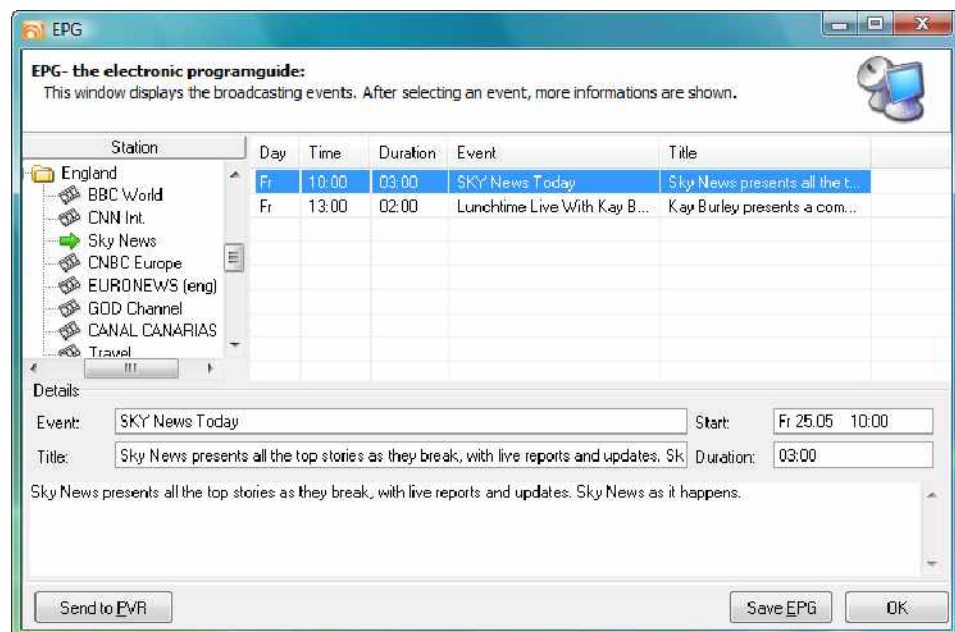 EPG
EPG- the electronic programguide:
This window displays the broadcasting events. After selecting an event, more informations are shown.
Station
Day Time Duration Event Title
England
BBC World
CNN Int.
Sky News
CNBC Europe
EURONEWS (eng)
GOD Channel
CANAL CANARIAS
Travel
Fr 10:00 03:00 SKY News Today Sky News presents all the t...
Fr 13:00 02:00 Lunchtime Live With Kay B... Kay Burley presents a com...
Details
Event: SKY News Today Start: Fr 25.05 10:00
Title: Sky News presents all the top stories as they break, with live reports and updates. Sk Duration: 03:00
Sky News presents all the top stories as they break, with live reports and updates. Sky News as it happens.
Send to PVR Save EPG OK